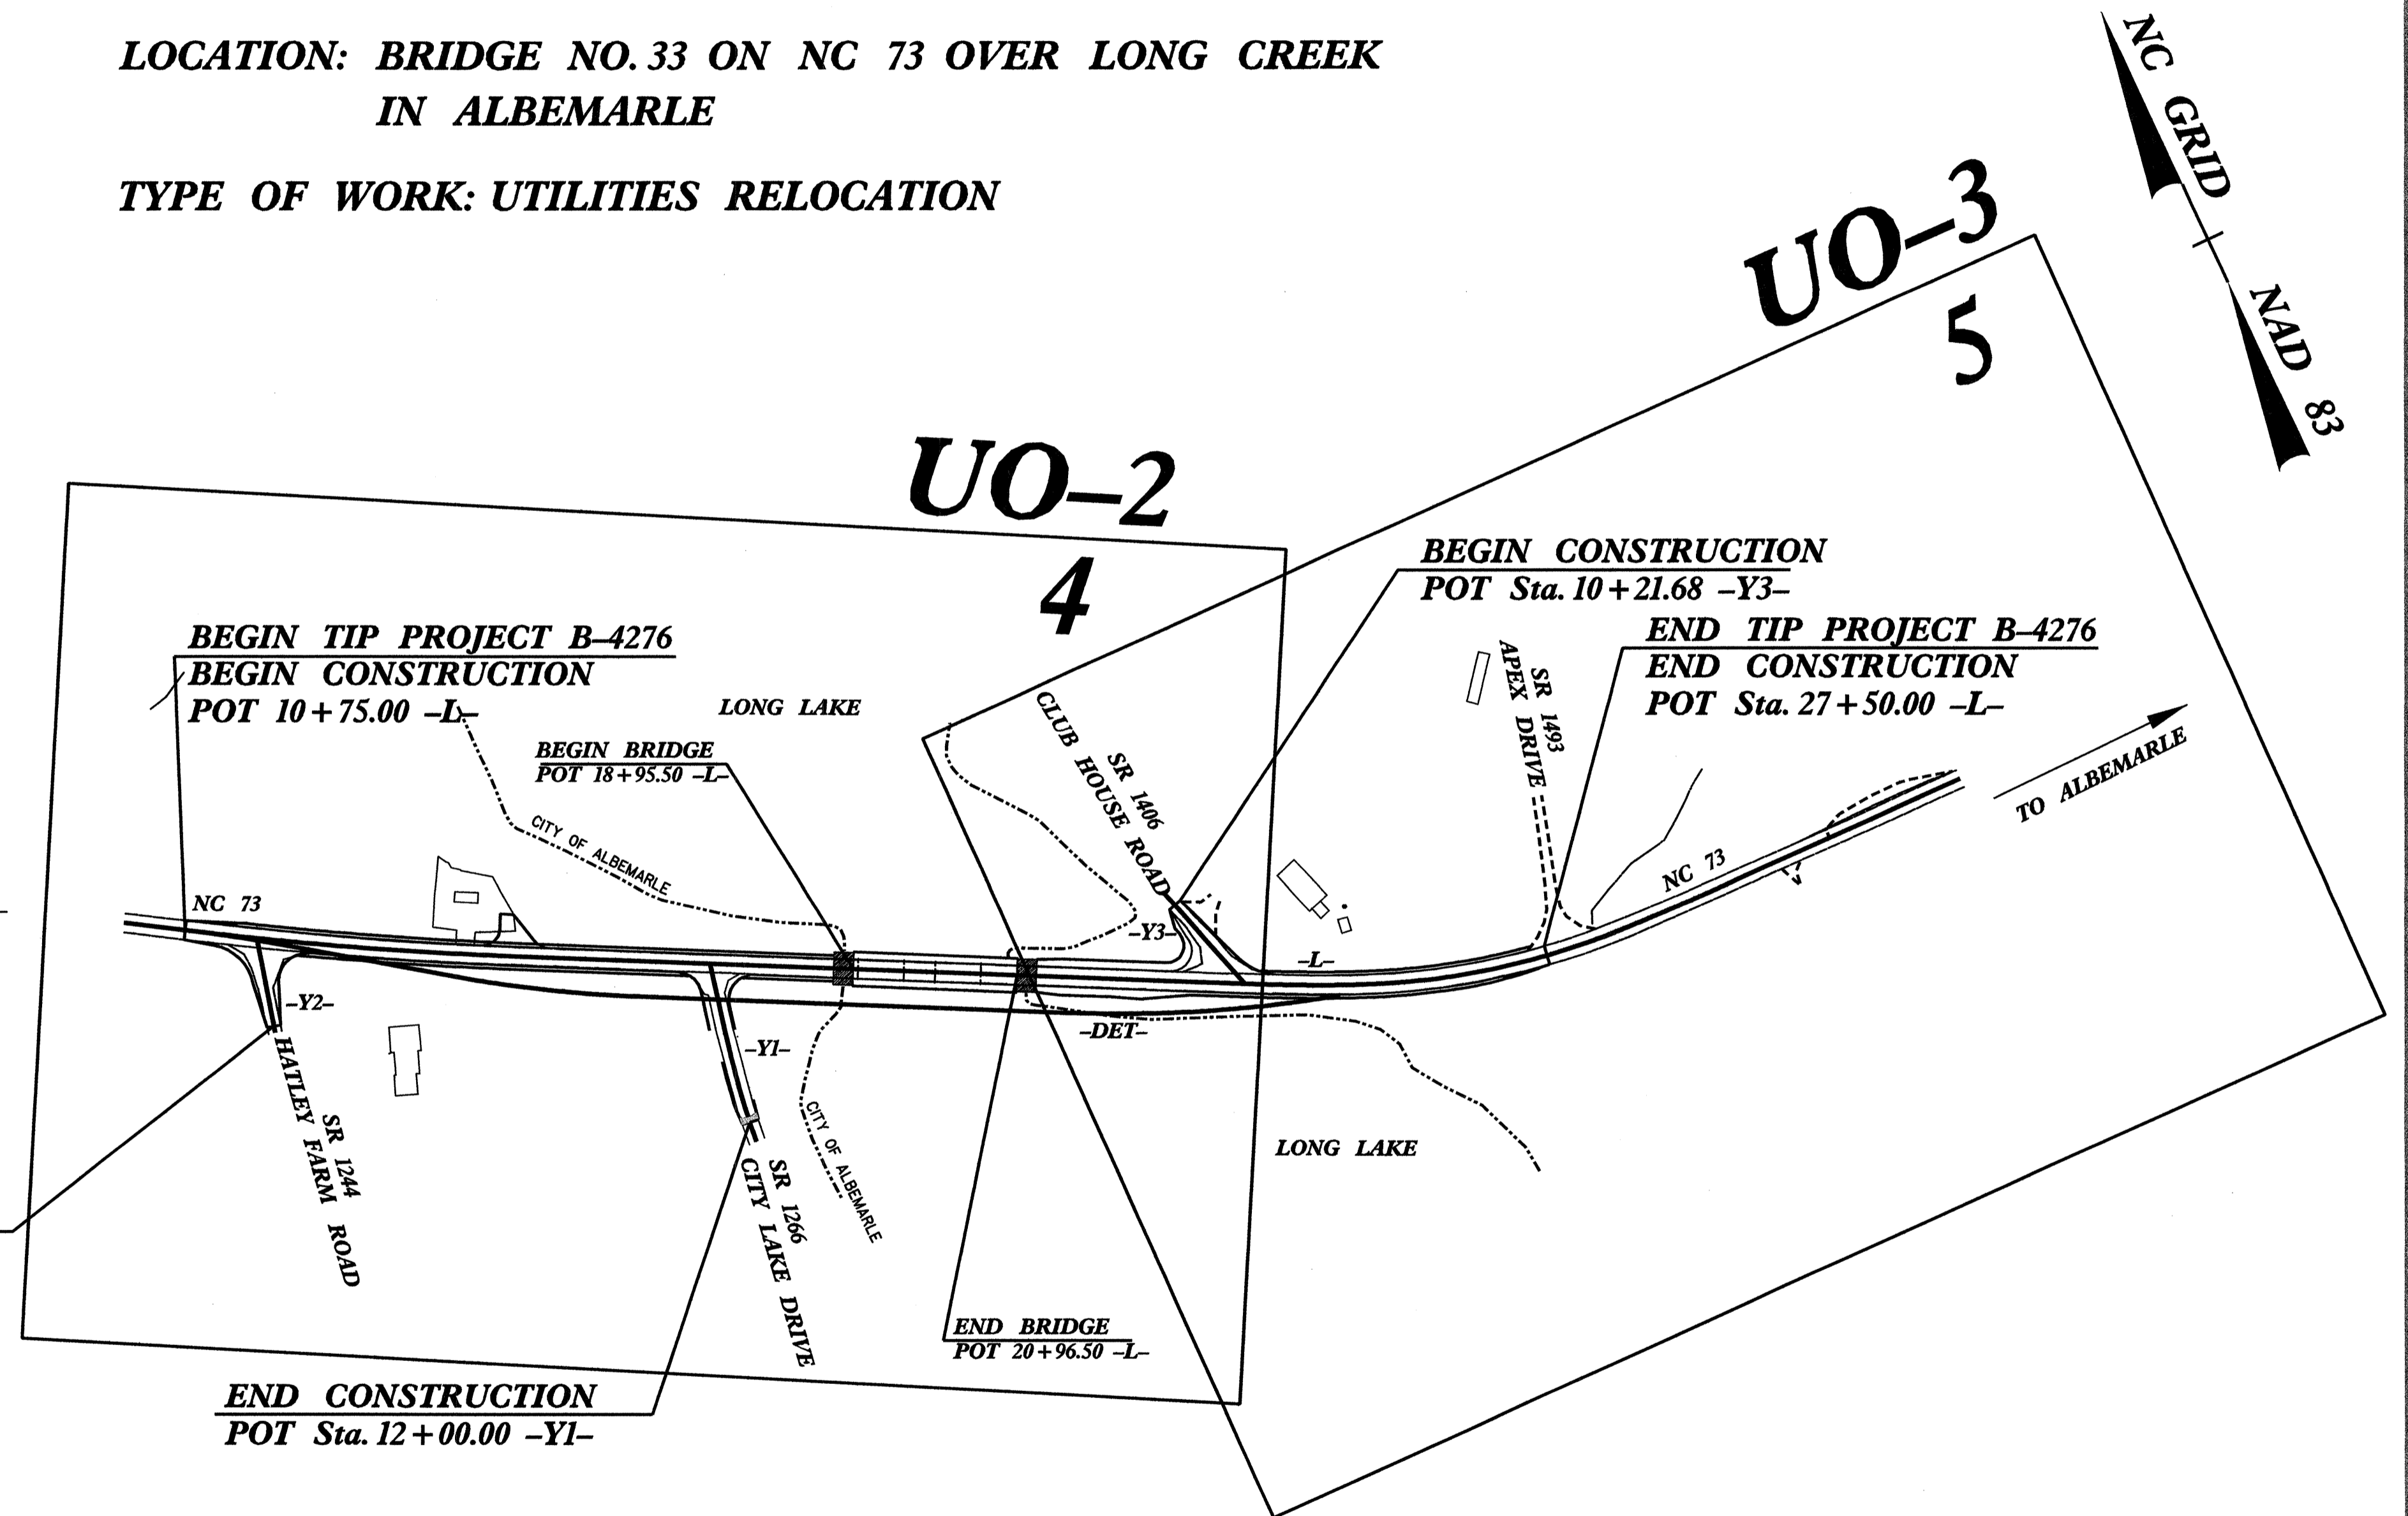 LOCATION: BRIDGE NO. 33 ON NC 73 OVER LONG CREEK
IN ALBEMARLE
TYPE OF WORK: UTILITIES RELOCATION
NC GRID
NAD 83
UO–3
5
UO–2
4
BEGIN CONSTRUCTION
POT Sta. 10+21.68 –Y3–
END TIP PROJECT B–4276
END CONSTRUCTION
POT Sta. 27+50.00 –L–
BEGIN TIP PROJECT B–4276
BEGIN CONSTRUCTION
POT 10+75.00 –L–
LONG LAKE
BEGIN BRIDGE
POT 18+95.50 –L–
CITY OF ALBEMARLE
SR 1406
CLUB HOUSE ROAD
SR 1493
APEX DRIVE
TO ALBEMARLE
NC 73
NC 73
–Y3–
–L–
–Y2–
–Y1–
–DET–
SR 1244
HATLEY FARM ROAD
SR 1266
CITY LAKE DRIVE
CITY OF ALBEMARLE
LONG LAKE
END BRIDGE
POT 20+96.50 –L–
END CONSTRUCTION
POT Sta. 12+00.00 –Y1–